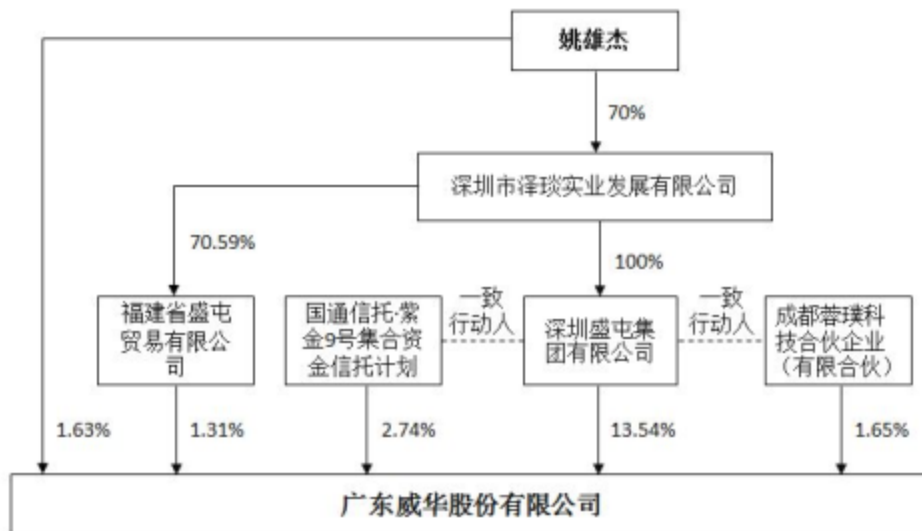 姚雄杰
70%
深圳市泽琰实业发展有限公司
70.59%
100%
福建省盛屯
贸易有限公
司
国通信托·紫
金9号集合资
金信托计划
一致
行动人
深圳盛屯集
团有限公司
一致
行动人
成都蓉璞科
技合伙企业
（有限合伙）
1.63%
1.31%
2.74%
13.54%
1.65%
广东威华股份有限公司